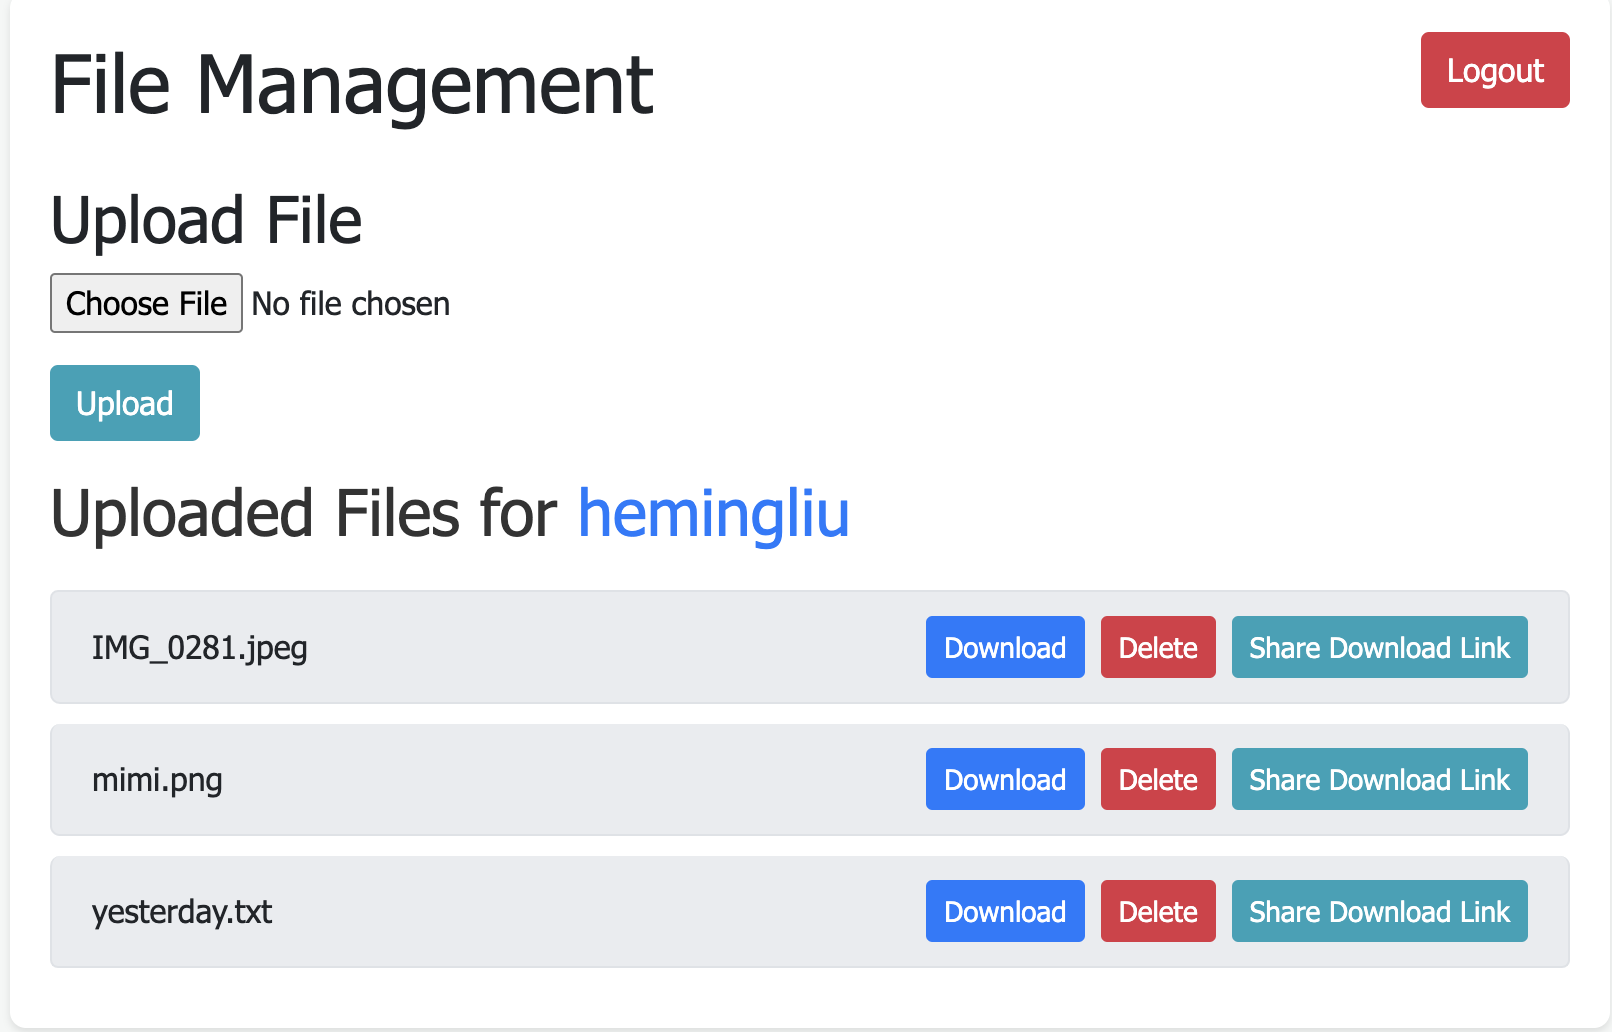 File Management
Logout
Upload File
Choose File No file chosen
Upload
Uploaded Files for hemingliu
IMG_0281.jpeg Download Delete Share Download Link
mimi.png Download Delete Share Download Link
yesterday.txt Download Delete Share Download Link